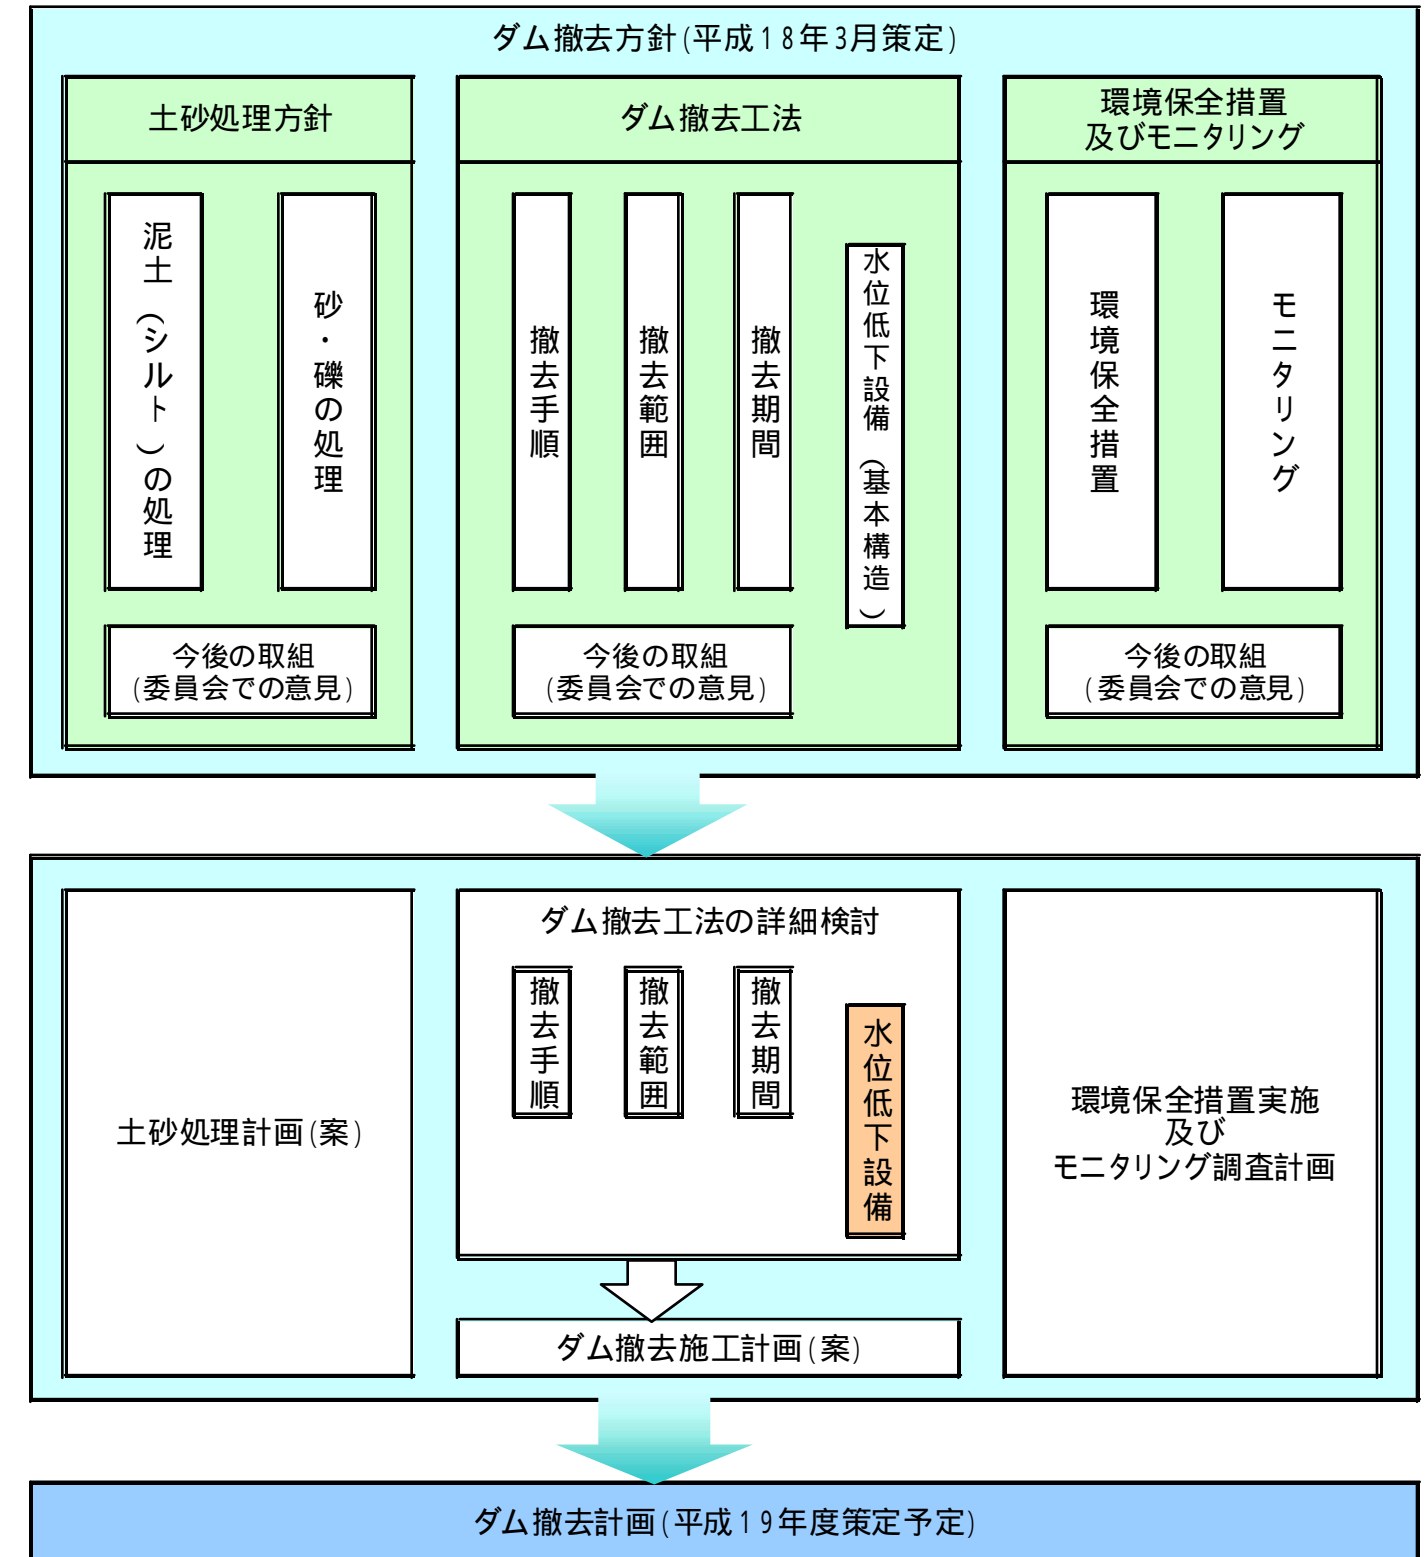 ダム撤去方針(平成18年3月策定)
土砂処理方針
泥土(シルト)の処理
砂・礫の処理
今後の取組
(委員会での意見)
ダム撤去工法
撤去手順
撤去範囲
撤去期間
水位低下設備(基本構造)
今後の取組
(委員会での意見)
環境保全措置
及びモニタリング
環境保全措置
モニタリング
今後の取組
(委員会での意見)
土砂処理計画(案)
ダム撤去工法の詳細検討
撤去手順
撤去範囲
撤去期間
水位低下設備
ダム撤去施工計画(案)
環境保全措置実施
及び
モニタリング調査計画
ダム撤去計画(平成19年度策定予定)